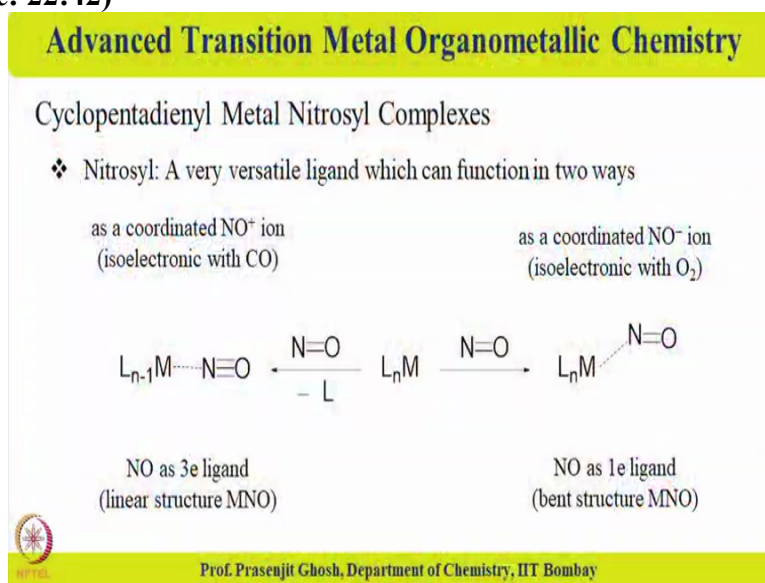 c. 22:42)
Advanced Transition Metal Organometallic Chemistry
Cyclopentadienyl Metal Nitrosyl Complexes
❖ Nitrosyl: A very versatile ligand which can function in two ways
as a coordinated NO⁺ ion
(isoelectronic with CO)
as a coordinated NO⁻ ion
(isoelectronic with O₂)
Lₙ₋₁M N≡O
N=O
– L
LₙM
N=O
LₙM N=O
NO as 3e ligand
(linear structure MNO)
NO as 1e ligand
(bent structure MNO)
NPTEL
Prof. Prasenjit Ghosh, Department of Chemistry, IIT Bombay